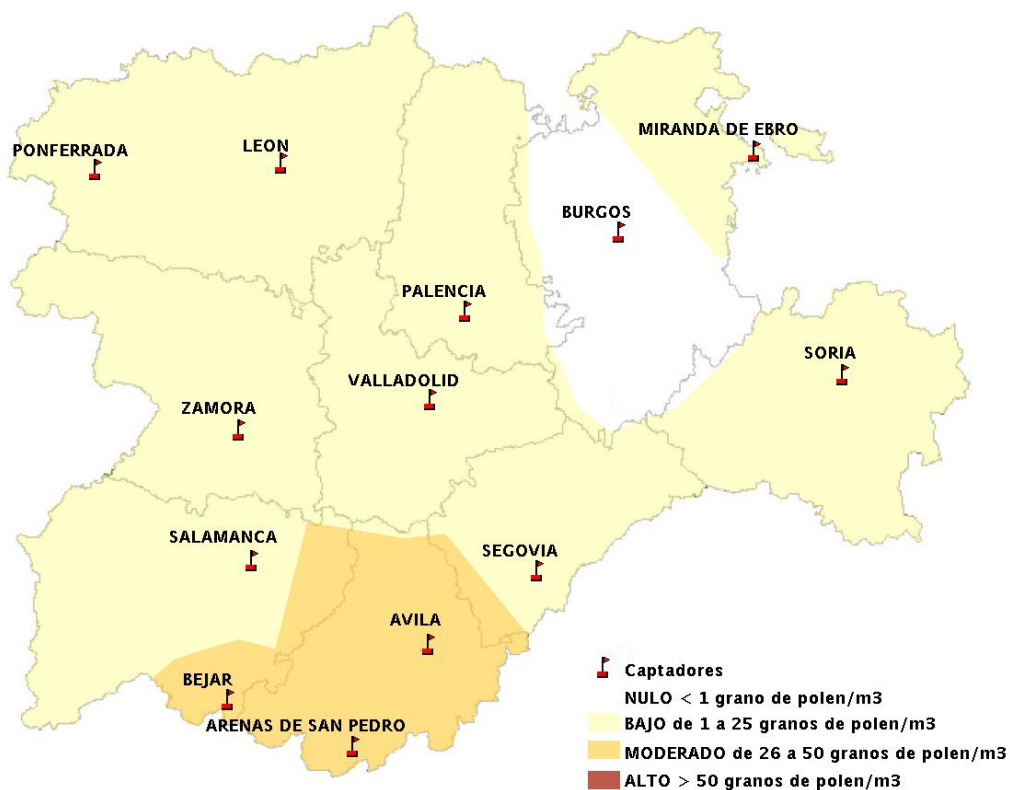 MIRANDA DE EBRO
PONFERRADA
LEON
BURGOS
PALENCIA
SORIA
VALLADOLID
ZAMORA
SALAMANCA
SEGOVIA
AVILA
BEJAR
ARENAS DE SAN PEDRO
Captadores
NULO < 1 grano de polen/m3
BAJO de 1 a 25 granos de polen/m3
MODERADO de 26 a 50 granos de polen/m3
ALTO > 50 granos de polen/m3